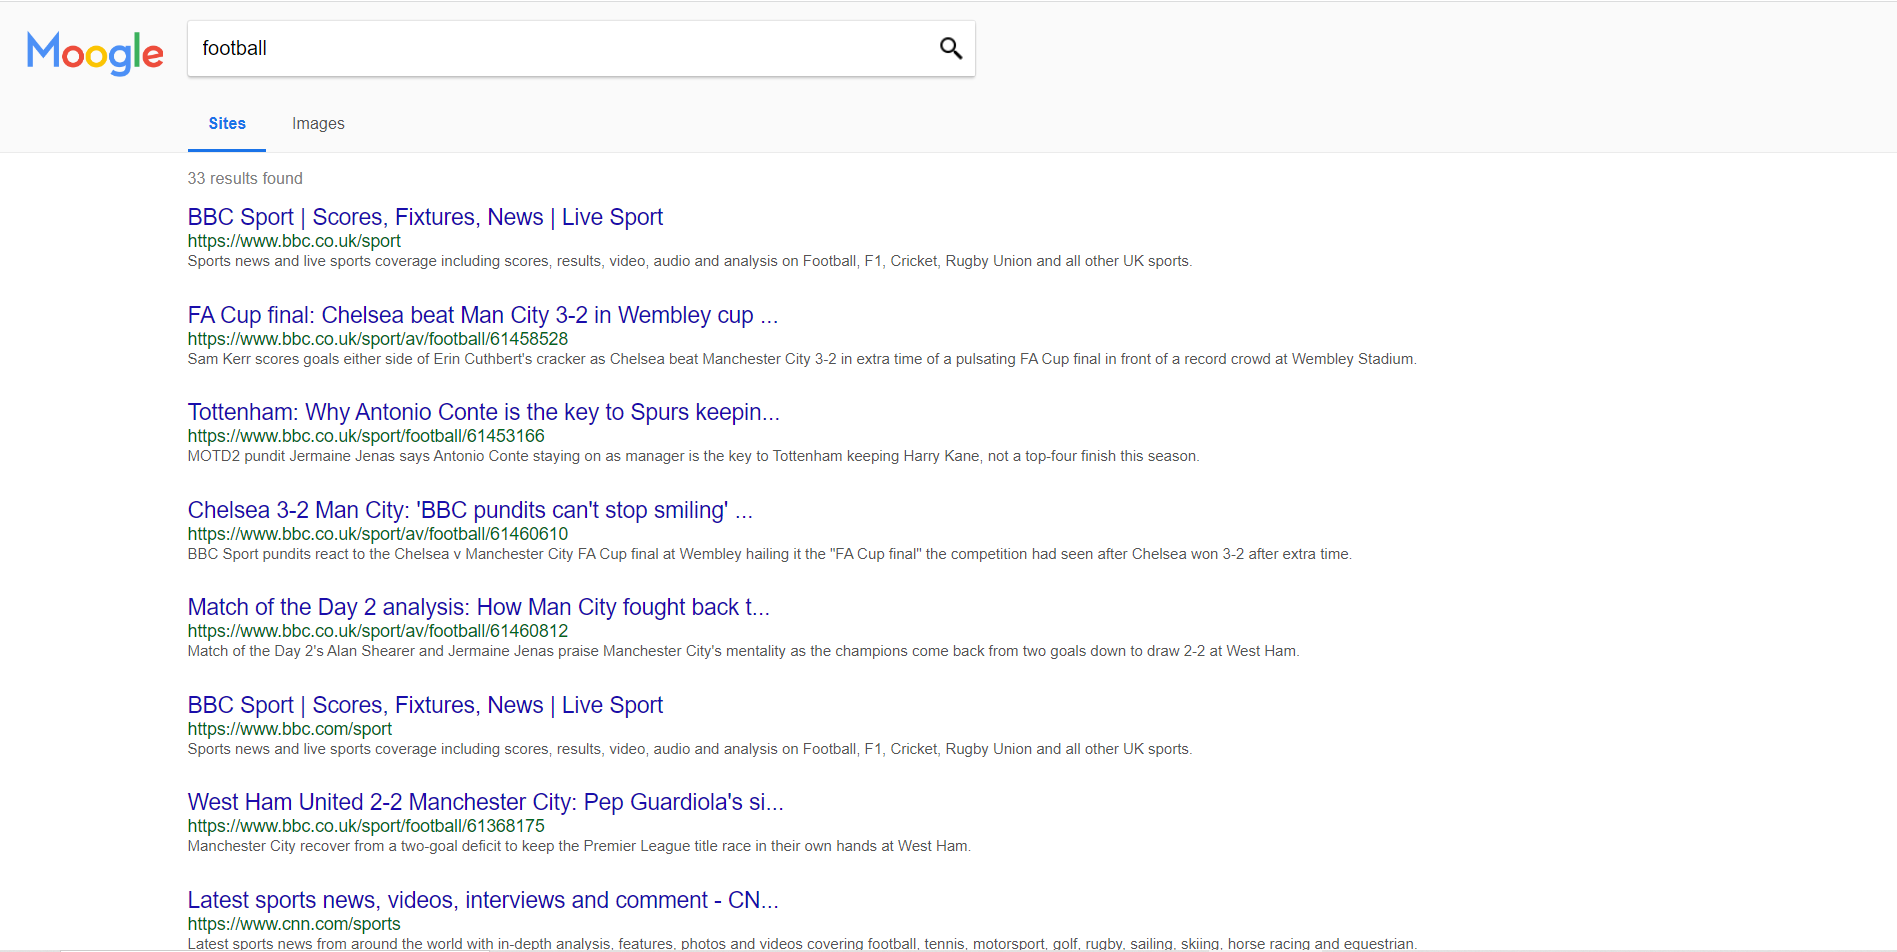 Moogle
football
Sites Images
33 results found
BBC Sport | Scores, Fixtures, News | Live Sport
https://www.bbc.co.uk/sport
Sports news and live sports coverage including scores, results, video, audio and analysis on Football, F1, Cricket, Rugby Union and all other UK sports.
FA Cup final: Chelsea beat Man City 3-2 in Wembley cup ...
https://www.bbc.co.uk/sport/av/football/61458528
Sam Kerr scores goals either side of Erin Cuthbert's cracker as Chelsea beat Manchester City 3-2 in extra time of a pulsating FA Cup final in front of a record crowd at Wembley Stadium.
Tottenham: Why Antonio Conte is the key to Spurs keepin...
https://www.bbc.co.uk/sport/football/61453166
MOTD2 pundit Jermaine Jenas says Antonio Conte staying on as manager is the key to Tottenham keeping Harry Kane, not a top-four finish this season.
Chelsea 3-2 Man City: 'BBC pundits can't stop smiling' ...
https://www.bbc.co.uk/sport/av/football/61460610
BBC Sport pundits react to the Chelsea v Manchester City FA Cup final at Wembley hailing it the "FA Cup final" the competition had seen after Chelsea won 3-2 after extra time.
Match of the Day 2 analysis: How Man City fought back t...
https://www.bbc.co.uk/sport/av/football/61460812
Match of the Day 2's Alan Shearer and Jermaine Jenas praise Manchester City's mentality as the champions come back from two goals down to draw 2-2 at West Ham.
BBC Sport | Scores, Fixtures, News | Live Sport
https://www.bbc.com/sport
Sports news and live sports coverage including scores, results, video, audio and analysis on Football, F1, Cricket, Rugby Union and all other UK sports.
West Ham United 2-2 Manchester City: Pep Guardiola's si...
https://www.bbc.co.uk/sport/football/61368175
Manchester City recover from a two-goal deficit to keep the Premier League title race in their own hands at West Ham.
Latest sports news, videos, interviews and comment - CN...
https://www.cnn.com/sports
Latest sports news from around the world with in-depth analysis, features, photos and videos covering football, tennis, motorsport, golf, rugby, sailing, skiing, horse racing and equestrian.